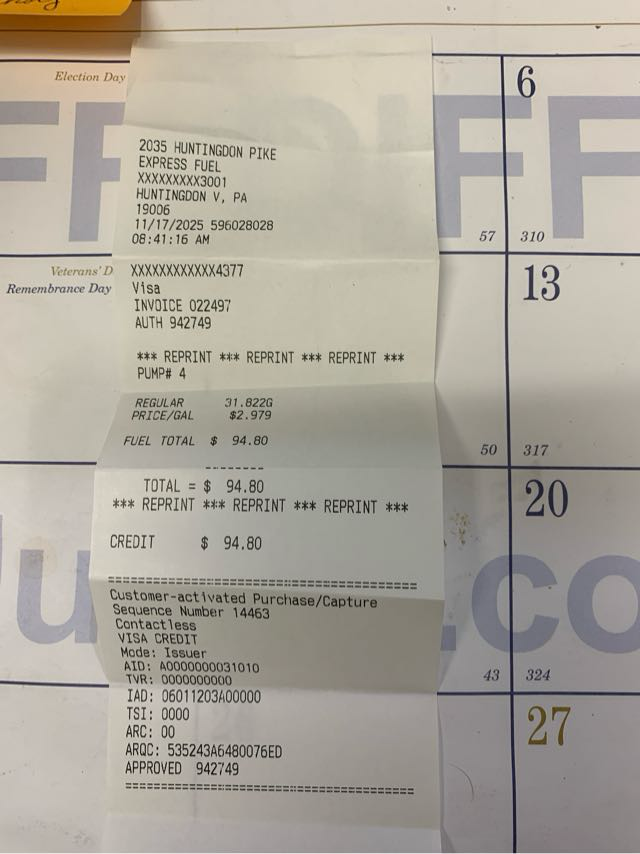 Election Day
6
57
310
Veterans' D
Remembrance Day
13
50
317
20
43
324
27
FF
FF
u
co
2035 HUNTINGDON PIKE
EXPRESS FUEL
XXXXXXXXX3001
HUNTINGDON V, PA
19006
11/17/2025 596028028
08:41:16 AM
XXXXXXXXXXXX4377
Visa
INVOICE 022497
AUTH 942749
*** REPRINT *** REPRINT *** REPRINT ***
PUMP# 4
REGULAR 31.822G
PRICE/GAL $2.979
FUEL TOTAL $ 94.80
--------
TOTAL = $ 94.80
*** REPRINT *** REPRINT *** REPRINT ***
CREDIT $ 94.80
=======================================
Customer-activated Purchase/Capture
Sequence Number 14463
Contactless
VISA CREDIT
Mode: Issuer
AID: A0000000031010
TVR: 0000000000
IAD: 06011203A00000
TSI: 0000
ARC: 00
ARQC: 535243A6480076ED
APPROVED 942749
=======================================